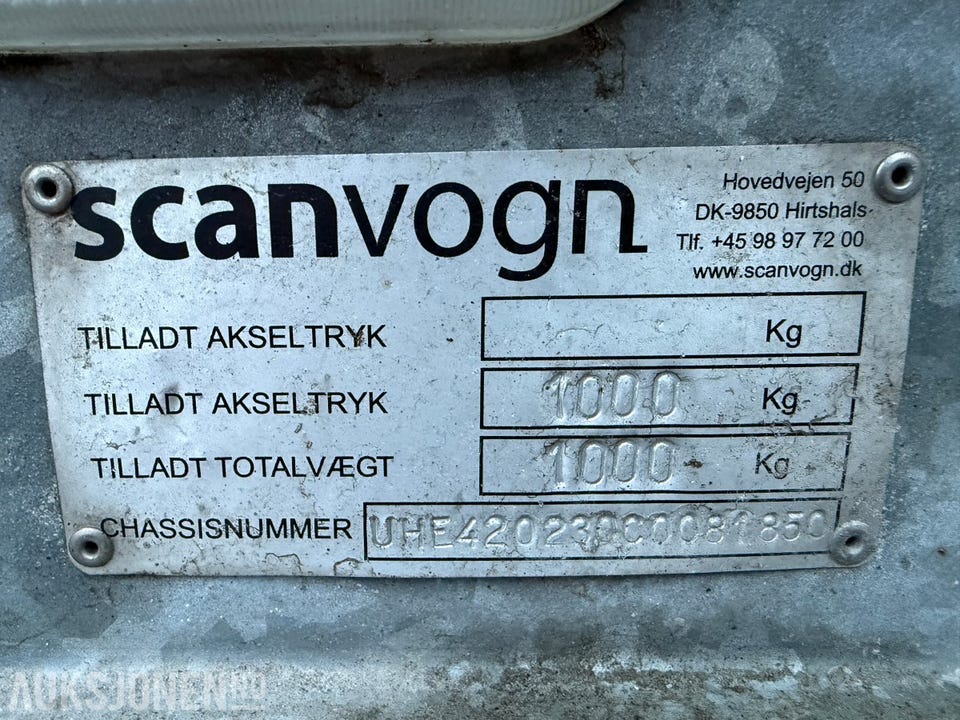 scanvogn
Hovedvejen 50
DK-9850 Hirtshals
Tlf. +45 98 97 72 00
www.scanvogn.dk
TILLADT AKSELTRYK Kg
TILLADT AKSELTRYK 1000 Kg
TILLADT TOTALVÆGT 1000 Kg
CHASSISNUMMER
AUKSJONEN.NO